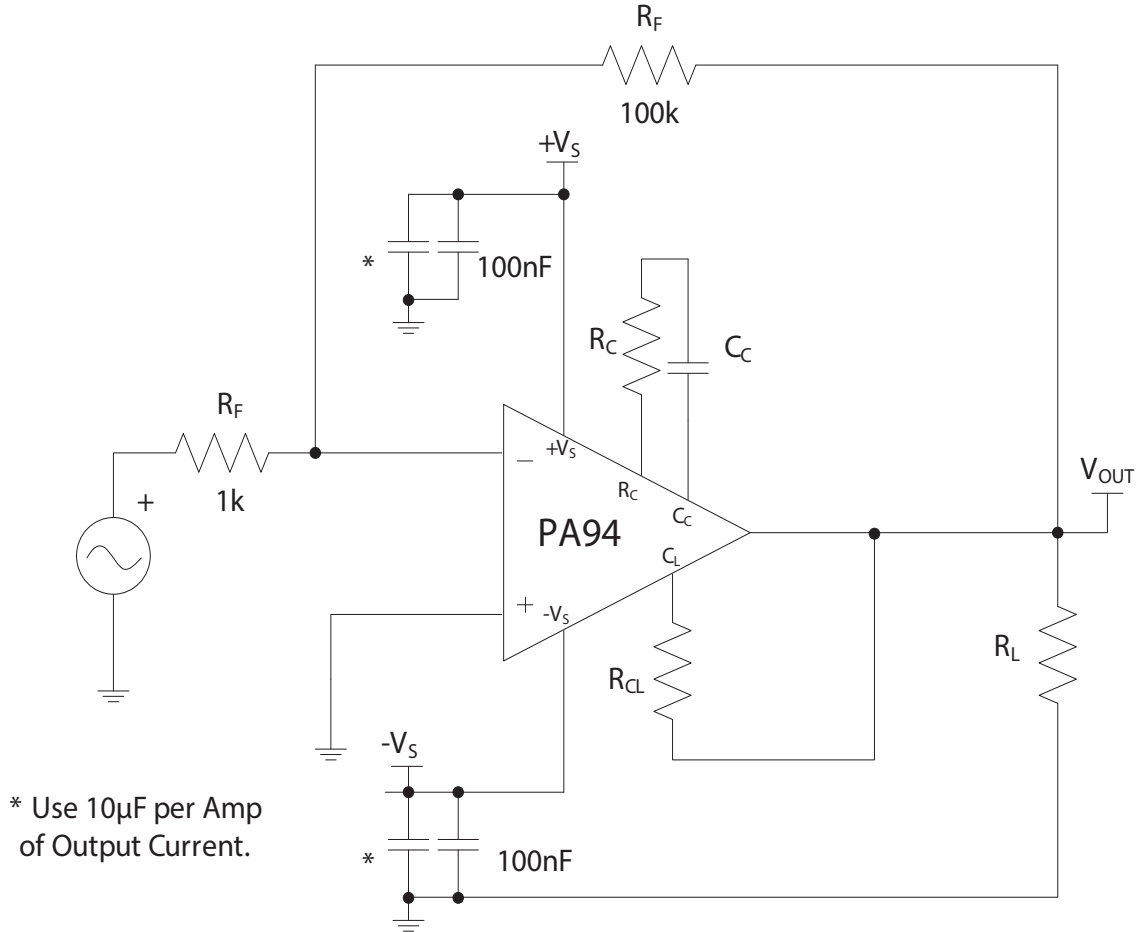 RF
100k
+VS
*
100nF
RC
CC
RF
1k
+
−
+VS
RC
CC
PA94
CL
+
-VS
VOUT
RCL
RL
-VS
*
100nF
* Use 10µF per Amp
of Output Current.